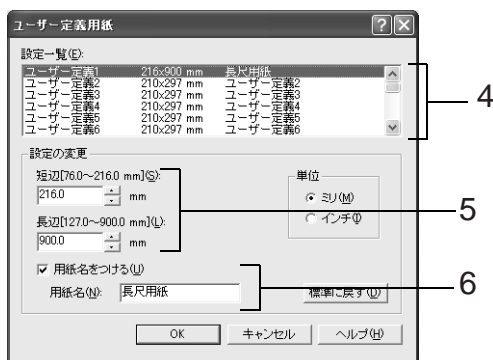 ユーザー定義用紙
設定一覧(E):
ユーザー定義1 216x900 mm 長尺用紙
ユーザー定義2 210x297 mm ユーザー定義2
ユーザー定義3 210x297 mm ユーザー定義3
ユーザー定義4 210x297 mm ユーザー定義4
ユーザー定義5 210x297 mm ユーザー定義5
ユーザー定義6 210x297 mm ユーザー定義6
4
設定の変更
短辺[76.0～216.0 mm](S):
216.0 mm
長辺[127.0～900.0 mm](L):
900.0 mm
単位
ミリ(M)
インチ(I)
5
用紙名をつける(U)
用紙名(N): 長尺用紙
6
標準に戻す(D)
OK キャンセル ヘルプ(H)